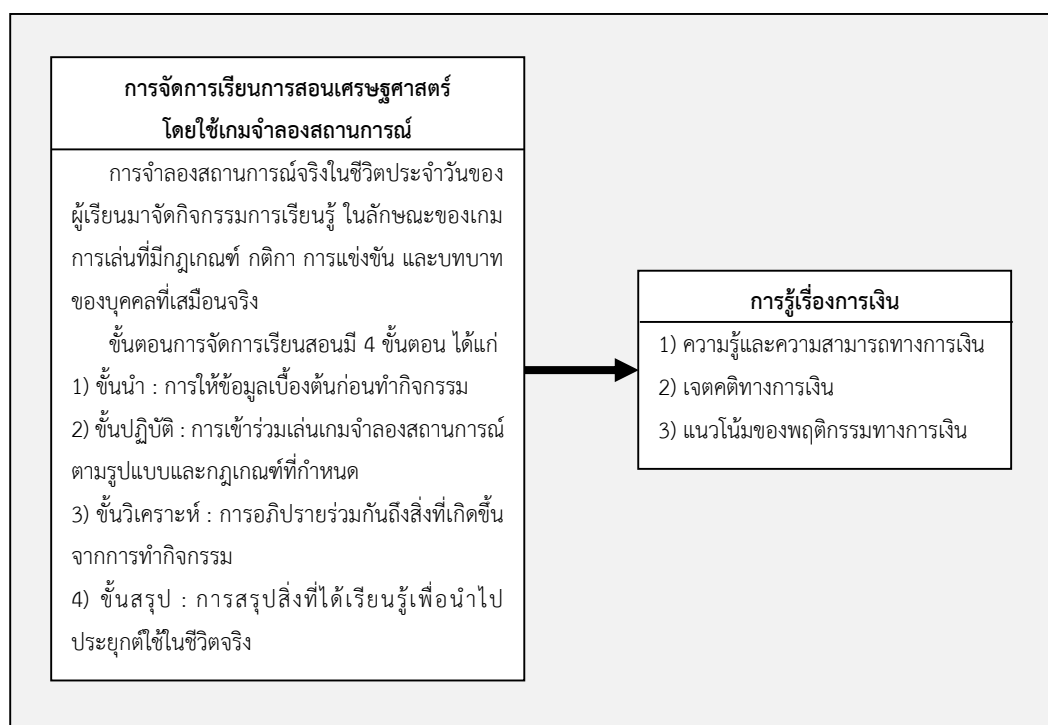 การจัดการเรียนการสอนเศรษฐศาสตร์
โดยใช้เกมจำลองสถานการณ์
การจำลองสถานการณ์จริงในชีวิตประจำวันของ
ผู้เรียนมาจัดกิจกรรมการเรียนรู้ ในลักษณะของเกม
การเล่นที่มีกฎเกณฑ์ กติกา การแข่งขัน และบทบาท
ของบุคคลที่เสมือนจริง
ขั้นตอนการจัดการเรียนสอนมี 4 ขั้นตอน ได้แก่
1) ขั้นนำ : การให้ข้อมูลเบื้องต้นก่อนทำกิจกรรม
2) ขั้นปฏิบัติ : การเข้าร่วมเล่นเกมจำลองสถานการณ์
ตามรูปแบบและกฎเกณฑ์ที่กำหนด
3) ขั้นวิเคราะห์ : การอภิปรายร่วมกันถึงสิ่งที่เกิดขึ้น
จากการทำกิจกรรม
4) ขั้นสรุป : การสรุปสิ่งที่ได้เรียนรู้เพื่อนำไป
ประยุกต์ใช้ในชีวิตจริง
การรู้เรื่องการเงิน
1) ความรู้และความสามารถทางการเงิน
2) เจตคติทางการเงิน
3) แนวโน้มของพฤติกรรมทางการเงิน